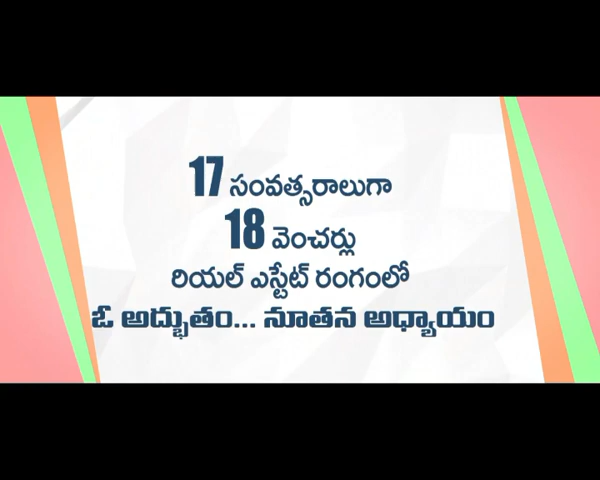 17 సంవత్సరాలుగా
18 వెంచర్లు
రియల్ ఎస్టేట్ రంగంలో
ఓ అద్భుతం... నూతన అధ్యాయం